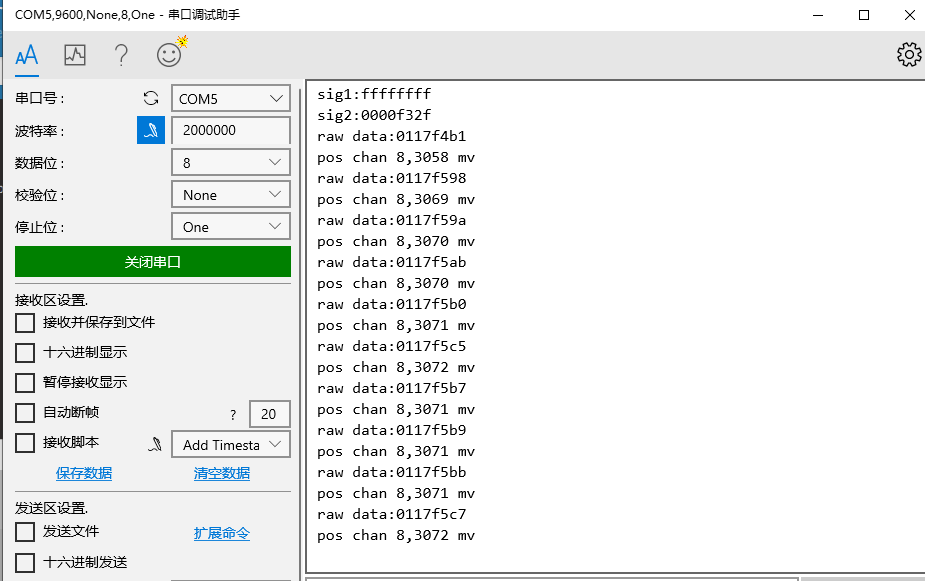 COM5,9600,None,8,One - 串口调试助手
串口号： COM5
波特率： 2000000
数据位： 8
校验位： None
停止位： One
关闭串口
接收区设置.
接收并保存到文件
十六进制显示
暂停接收显示
自动断帧 ? 20
接收脚本 Add Timesta
保存数据 清空数据
发送区设置.
发送文件 扩展命令
十六进制发送
sig1:ffffffff
sig2:0000f32f
raw data:0117f4b1
pos chan 8,3058 mv
raw data:0117f598
pos chan 8,3069 mv
raw data:0117f59a
pos chan 8,3070 mv
raw data:0117f5ab
pos chan 8,3070 mv
raw data:0117f5b0
pos chan 8,3071 mv
raw data:0117f5c5
pos chan 8,3072 mv
raw data:0117f5b7
pos chan 8,3071 mv
raw data:0117f5b9
pos chan 8,3071 mv
raw data:0117f5bb
pos chan 8,3071 mv
raw data:0117f5c7
pos chan 8,3072 mv